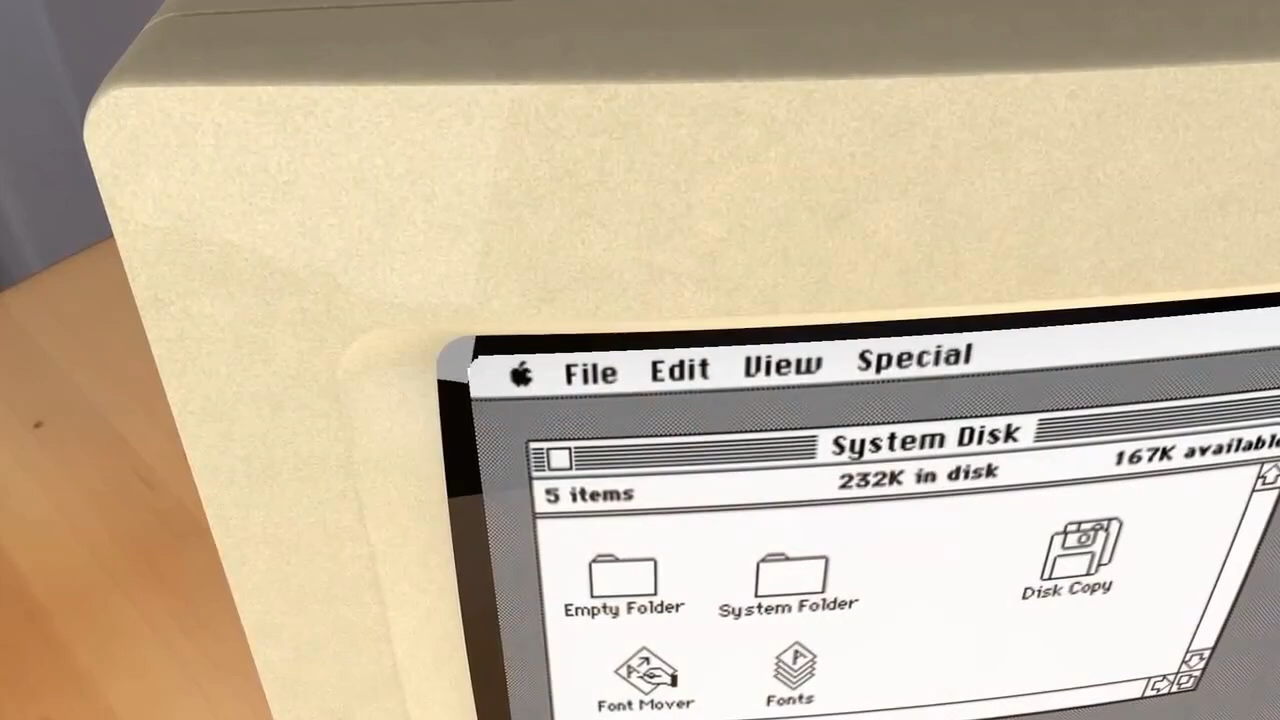 File Edit View Special
System Disk
5 items 232K in disk 167K available
Empty Folder System Folder Disk Copy
Font Mover Fonts